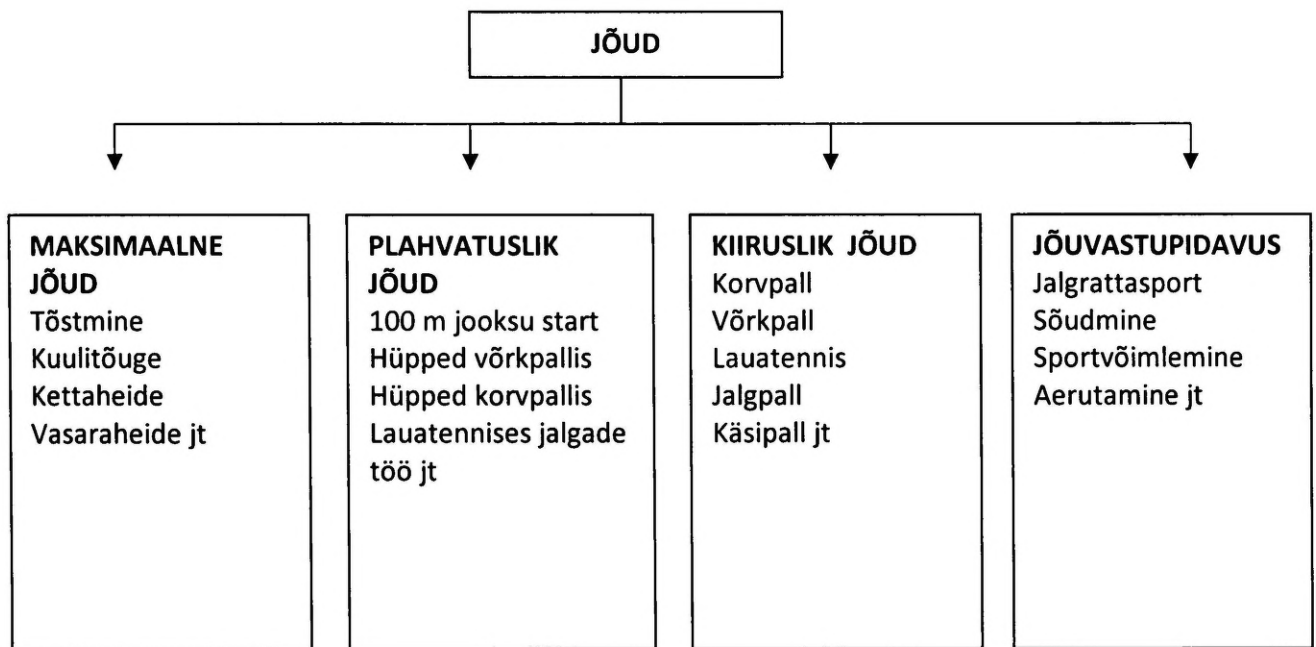 JÕUD
MAKSIMAALNE
JÕUD
Tõstmine
Kuulitõuge
Kettaheide
Vasaraheide jt
PLAHVATUSLIK
JÕUD
100 m jooksu start
Hüpped võrkpallis
Hüpped korvpallis
Lauatennises jalgade
töö jt
KIIRUSLIK JÕUD
Korvpall
Võrkpall
Lauatennis
Jalgpall
Käsipall jt
JÕUVASTUPIDAVUS
Jalgrattasport
Sõudmine
Sportvõimlemine
Aerutamine jt